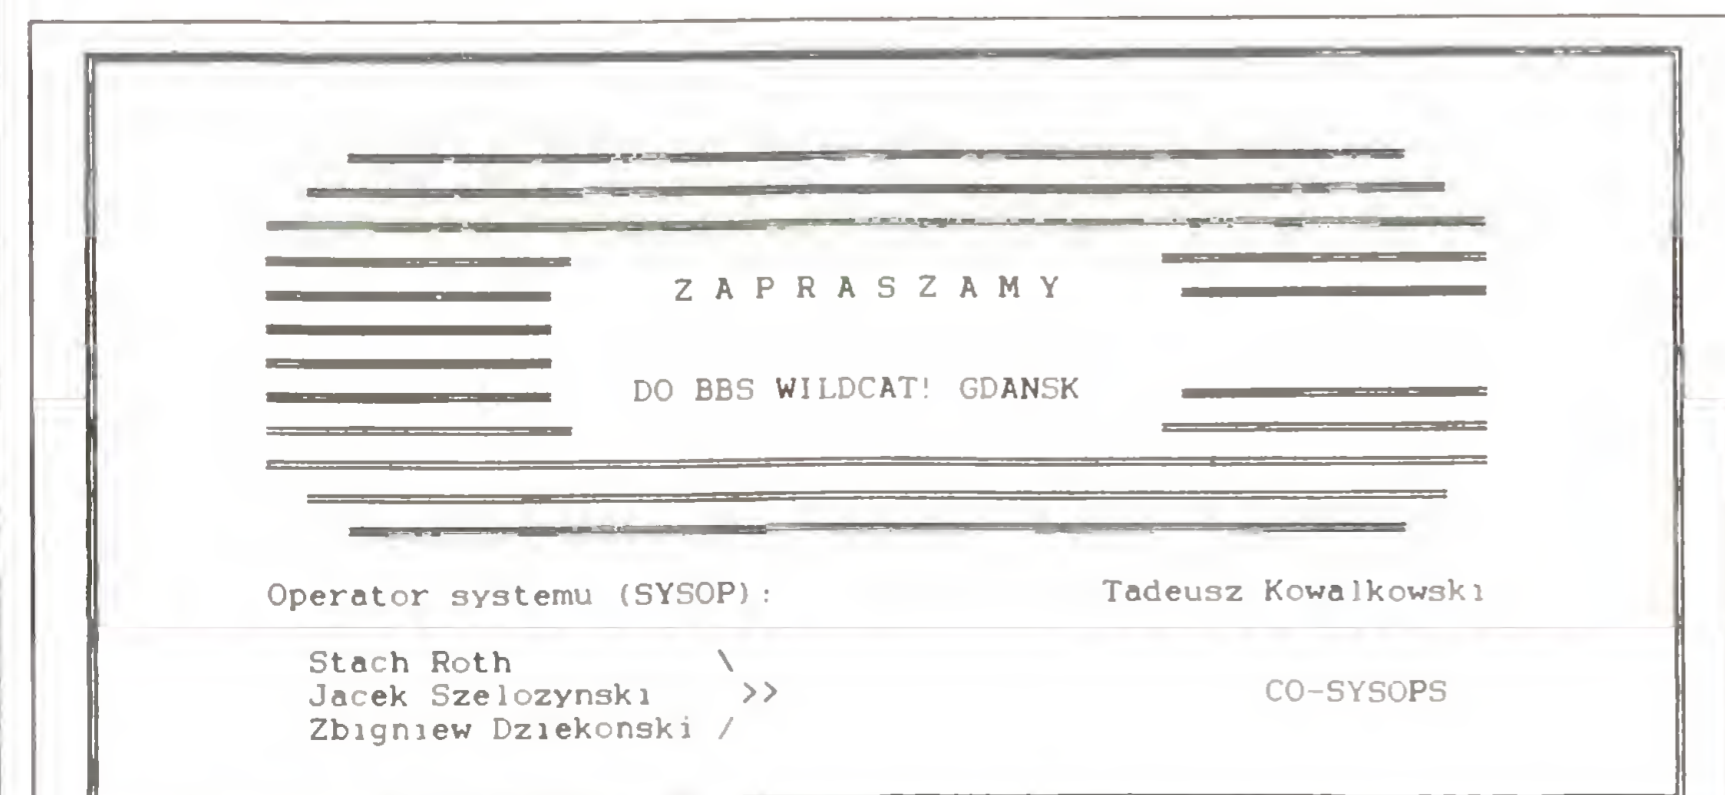 Z A P R A S Z A M Y
DO BBS WILDCAT! GDANSK
Operator systemu (SYSOP): Tadeusz Kowalkowski
Stach Roth \
Jacek Szelozynski >> CO-SYSOPS
Zbigniew Dziekonski /